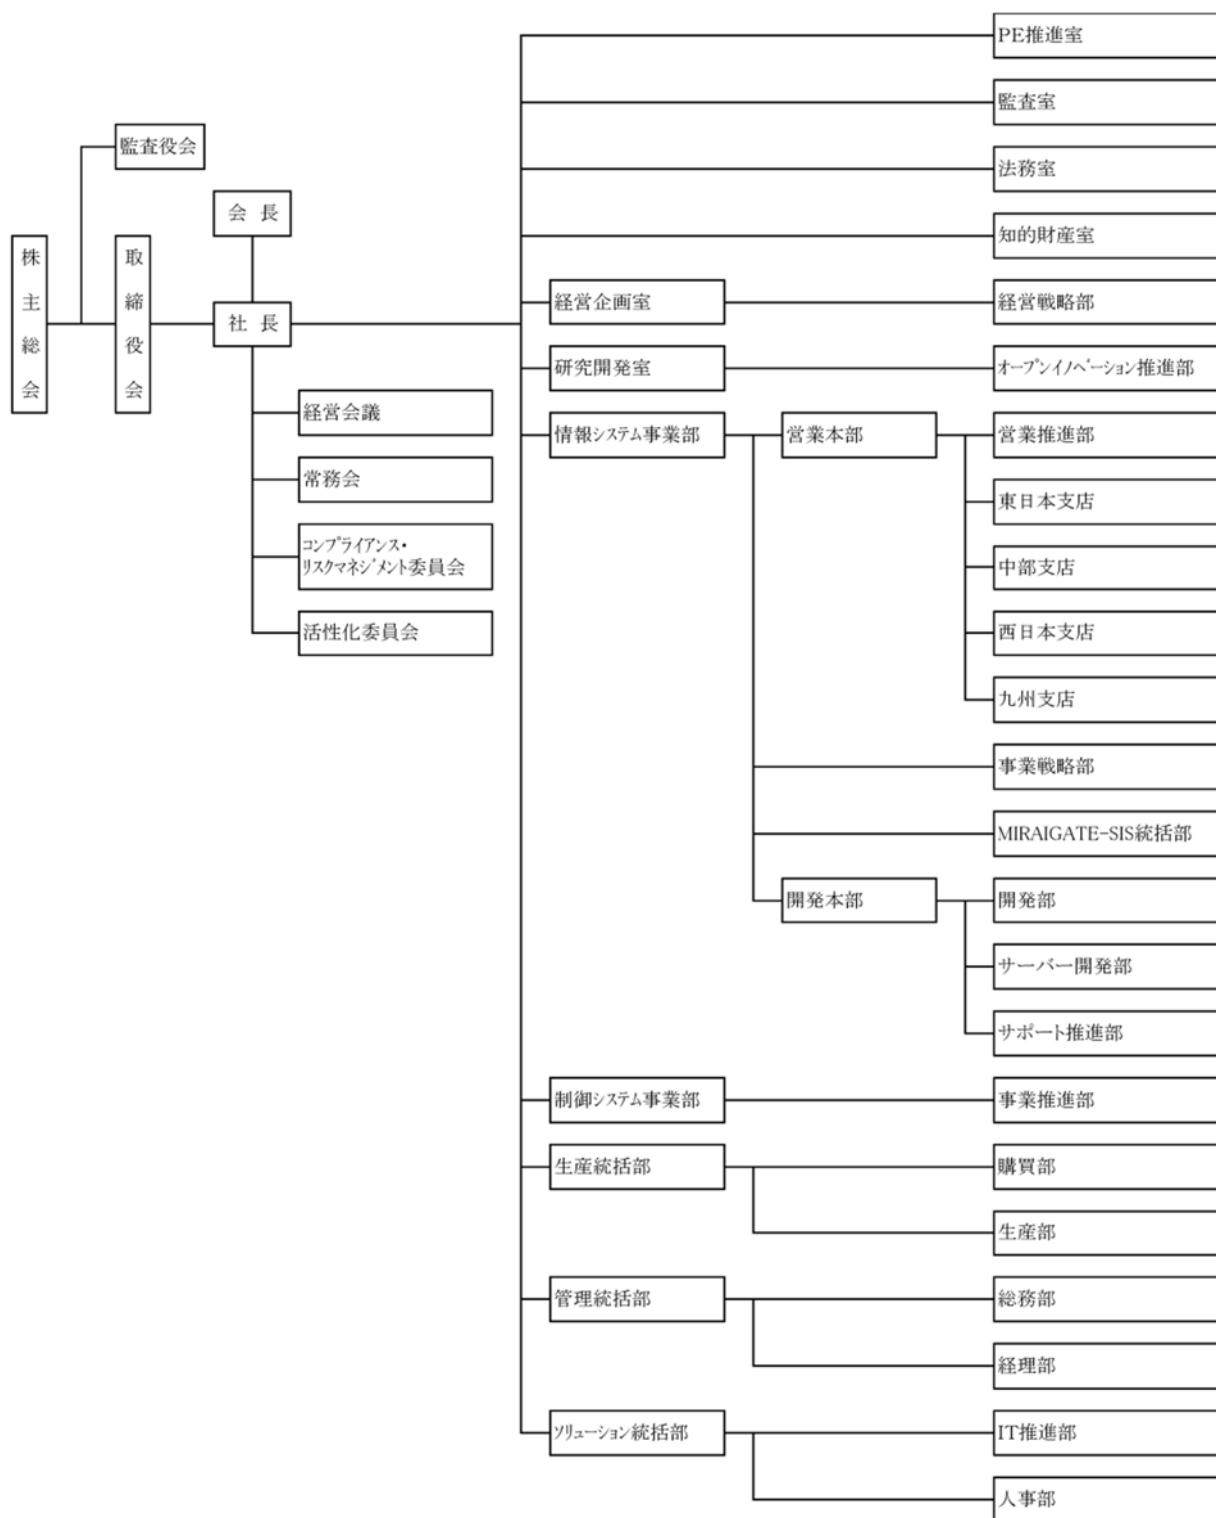 PE推進室
監査室
監査役会
法務室
会 長
知的財産室
株主総会
取締役会
社 長
経営企画室
経営戦略部
研究開発室
オープンイノベーション推進部
経営会議
情報システム事業部
営業本部
営業推進部
常務会
東日本支店
コンプライアンス・
リスクマネジメント委員会
中部支店
活性化委員会
西日本支店
九州支店
事業戦略部
MIRAIGATE-SIS統括部
開発本部
開発部
サーバー開発部
サポート推進部
制御システム事業部
事業推進部
生産統括部
購買部
生産部
管理統括部
総務部
経理部
ソリューション統括部
IT推進部
人事部